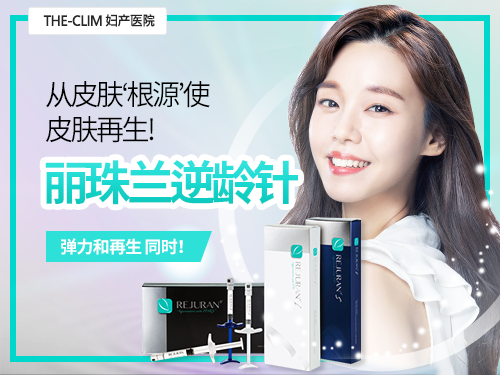 THE-CLIM 妇产医院
从皮肤‘根源’使
皮肤再生!
丽珠兰逆龄针
弹力和再生 同时!
REJURAN®
REJURAN®
REJURAN® S